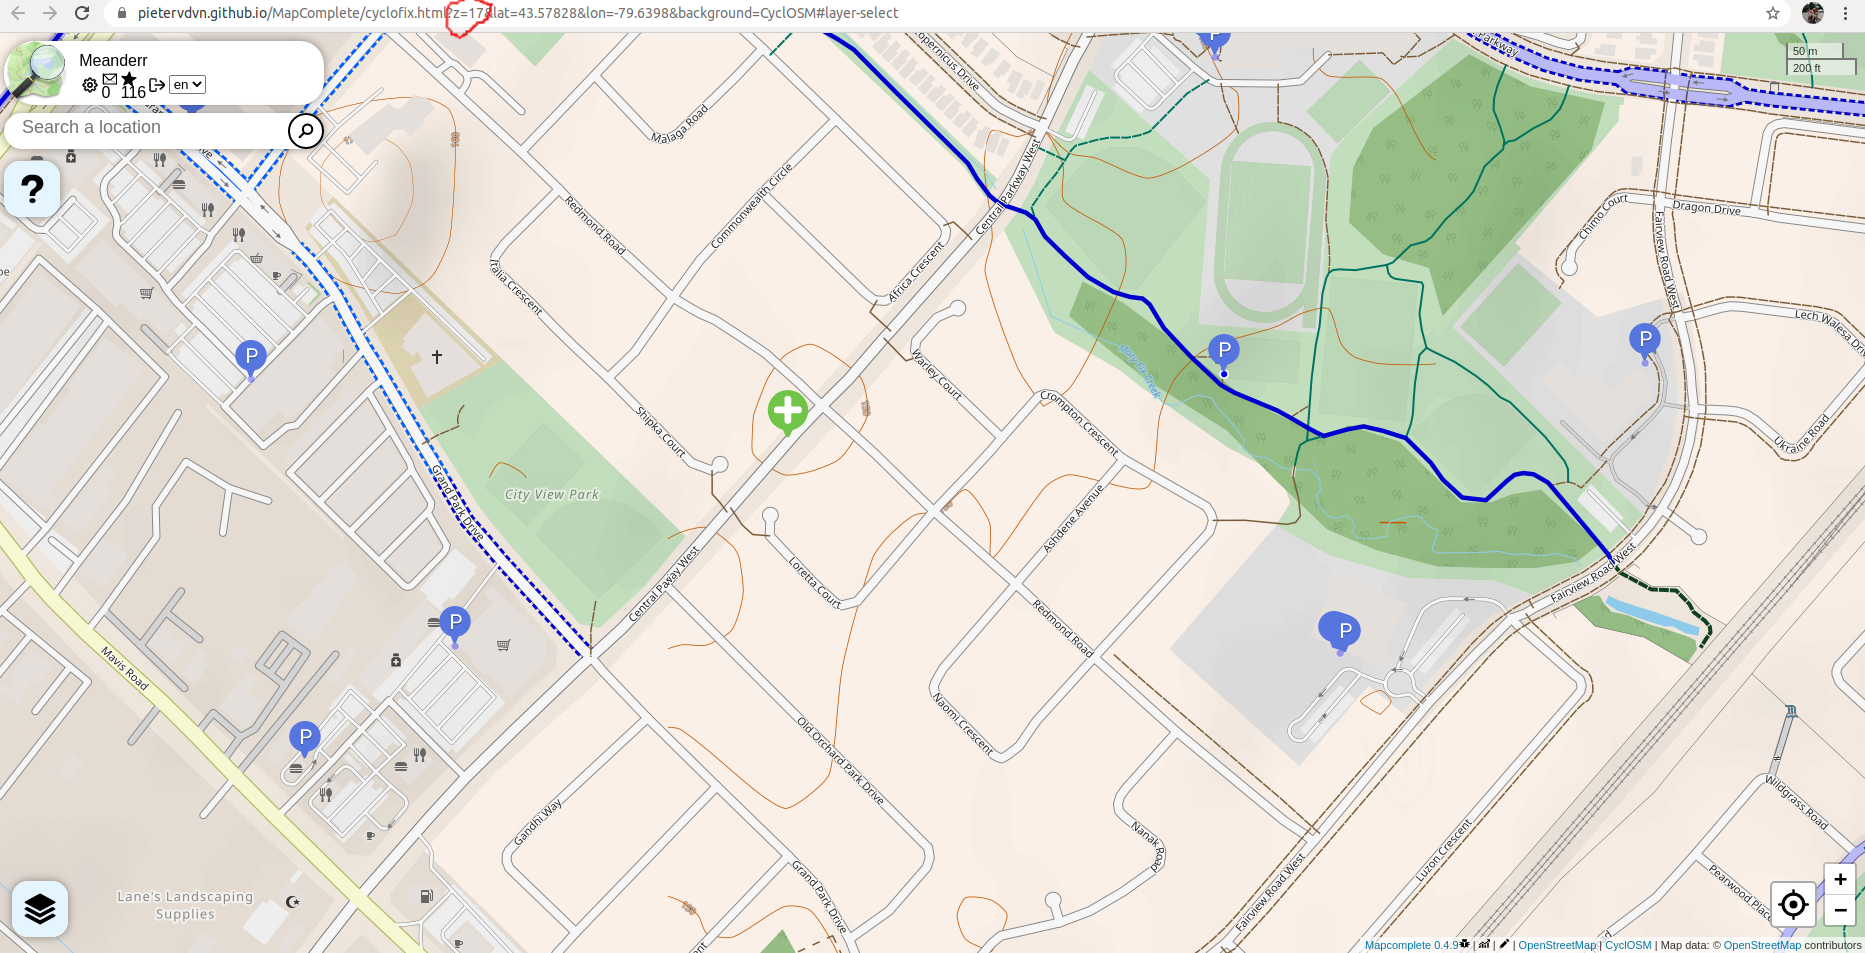 pietervdvn.github.io/MapComplete/cyclofix.html?z=17&lat=43.57828&lon=-79.6398&background=CyclOSM#layer-select
Meanderr
0 116 en
Search a location
?
50 m
200 ft
Parkway
Copernicus Drive
Malaga Road
Commonwealth Circle
Redmond Road
Italia Crescent
Africa Crescent
Central Parkway West
Chimo Court
Dragon Drive
Fairview Road West
Lech Walesa Drive
Ukraine Road
P
P
P
P
Warley Court
Mary Fix Creek
Crompton Crescent
Shipka Court
City View Park
Grand Park Drive
Ashdene Avenue
Loretta Court
Central Parkway West
Redmond Road
Fairview Road West
P
P
P
Mavis Road
Naomi Crescent
Old Orchard Park Drive
Gandhi Way
Nanak Road
Grand Park Drive
Luzon Crescent
Fairview Road West
Wildgrass Road
Pearwood Place
Lane's Landscaping
Supplies
+
−
Mapcomplete 0.4.9 | | | OpenStreetMap | CyclOSM | Map data: © OpenStreetMap contributors